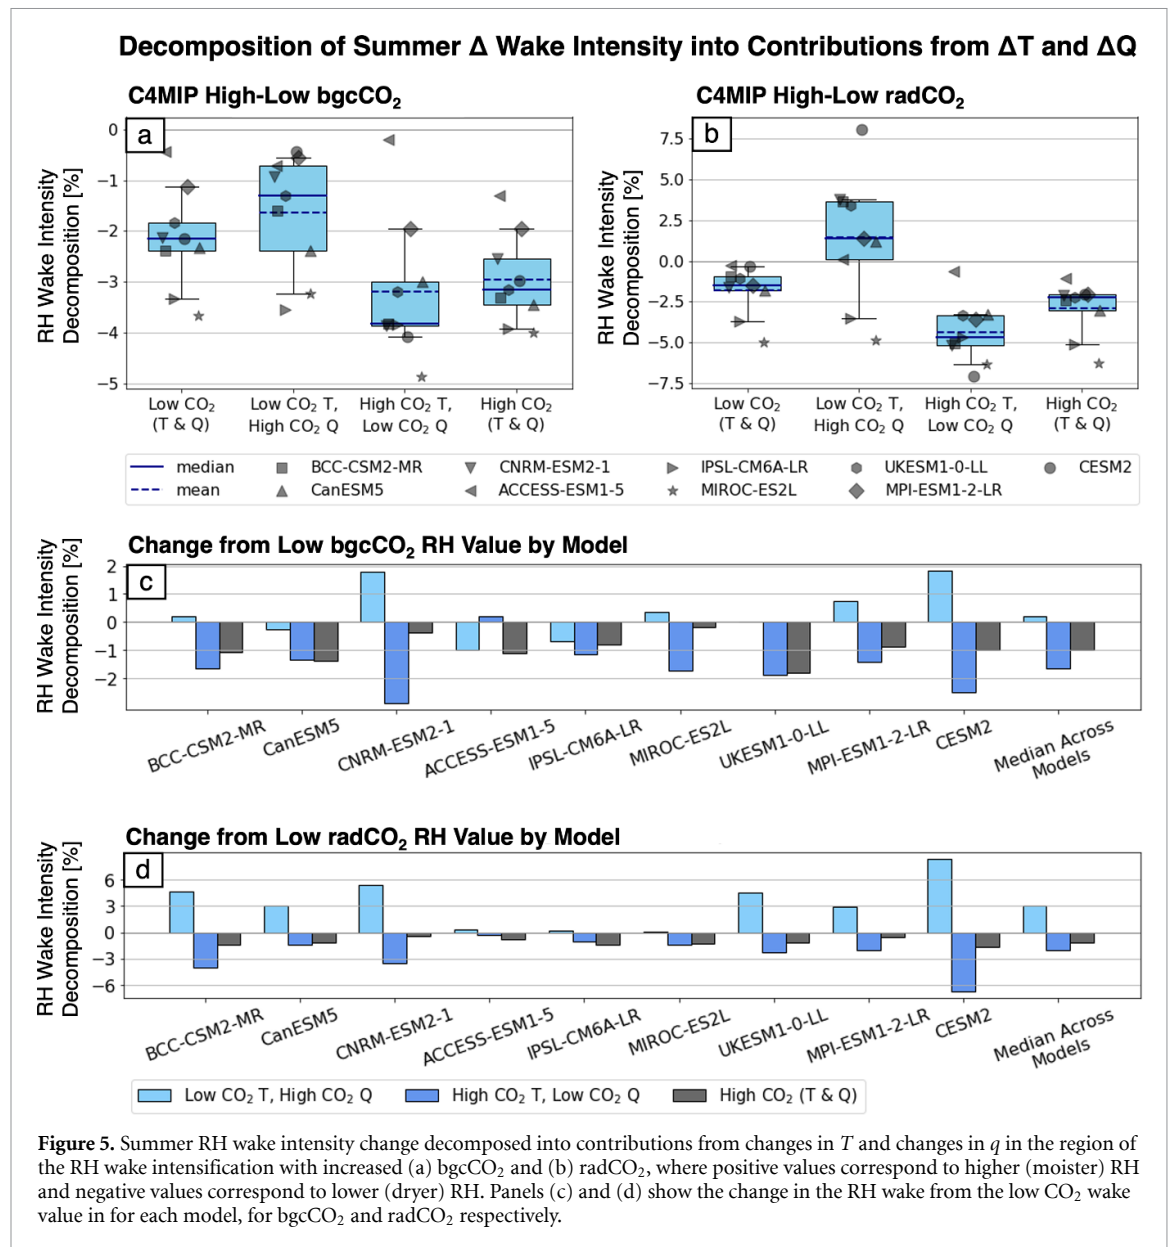 Decomposition of Summer Δ Wake Intensity into Contributions from ΔT and ΔQ
C4MIP High-Low bgcCO₂
a
RH Wake Intensity
Decomposition [%]
0
−1
−2
−3
−4
−5
Low CO₂
(T & Q)
Low CO₂ T,
High CO₂ Q
High CO₂ T,
Low CO₂ Q
High CO₂
(T & Q)
C4MIP High-Low radCO₂
b
RH Wake Intensity
Decomposition [%]
7.5
5.0
2.5
0.0
−2.5
−5.0
−7.5
Low CO₂
(T & Q)
Low CO₂ T,
High CO₂ Q
High CO₂ T,
Low CO₂ Q
High CO₂
(T & Q)
median BCC-CSM2-MR CNRM-ESM2-1 IPSL-CM6A-LR UKESM1-0-LL CESM2
mean CanESM5 ACCESS-ESM1-5 MIROC-ES2L MPI-ESM1-2-LR
Change from Low bgcCO₂ RH Value by Model
c
RH Wake Intensity
Decomposition [%]
2
1
0
−1
−2
BCC-CSM2-MR
CanESM5
CNRM-ESM2-1
ACCESS-ESM1-5
IPSL-CM6A-LR
MIROC-ES2L
UKESM1-0-LL
MPI-ESM1-2-LR
CESM2
Median Across
Models
Change from Low radCO₂ RH Value by Model
d
RH Wake Intensity
Decomposition [%]
6
3
0
−3
−6
BCC-CSM2-MR
CanESM5
CNRM-ESM2-1
ACCESS-ESM1-5
IPSL-CM6A-LR
MIROC-ES2L
UKESM1-0-LL
MPI-ESM1-2-LR
CESM2
Median Across
Models
Low CO₂ T, High CO₂ Q High CO₂ T, Low CO₂ Q High CO₂ (T & Q)
Figure 5. Summer RH wake intensity change decomposed into contributions from changes in T and changes in q in the region of
the RH wake intensification with increased (a) bgcCO₂ and (b) radCO₂, where positive values correspond to higher (moister) RH
and negative values correspond to lower (dryer) RH. Panels (c) and (d) show the change in the RH wake from the low CO₂ wake
value in for each model, for bgcCO₂ and radCO₂ respectively.